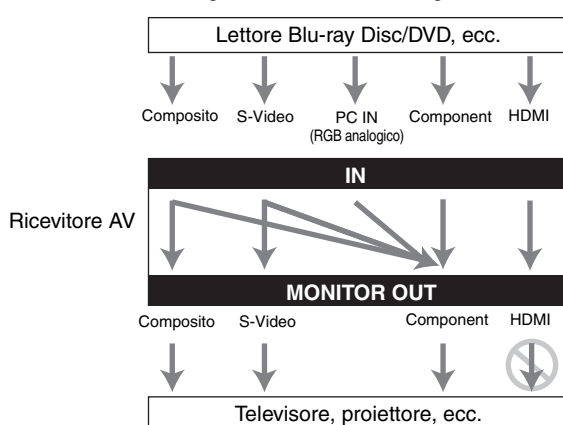 Lettore Blu-ray Disc/DVD, ecc.
Composito S-Video PC IN Component HDMI
(RGB analogico)
IN
Ricevitore AV
MONITOR OUT
Composito S-Video Component HDMI
Televisore, proiettore, ecc.